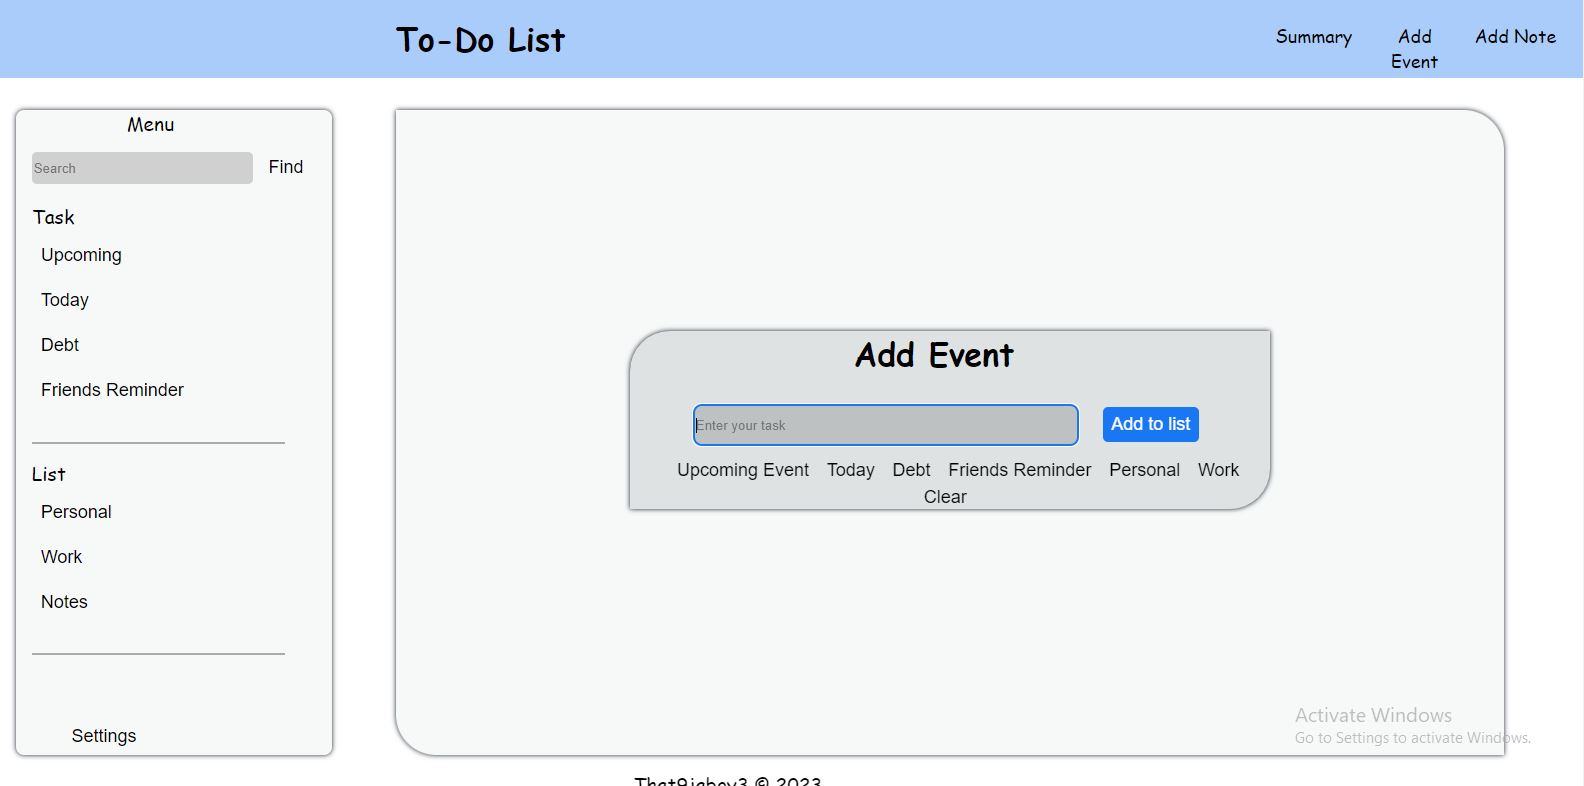 To-Do List
Summary
Add
Event
Add Note
Menu
Search
Find
Task
Upcoming
Today
Debt
Friends Reminder
List
Personal
Work
Notes
Settings
Add Event
Enter your task
Add to list
Upcoming Event Today Debt Friends Reminder Personal Work
Clear
Activate Windows
Go to Settings to activate Windows.
That9jaboy3 © 2023